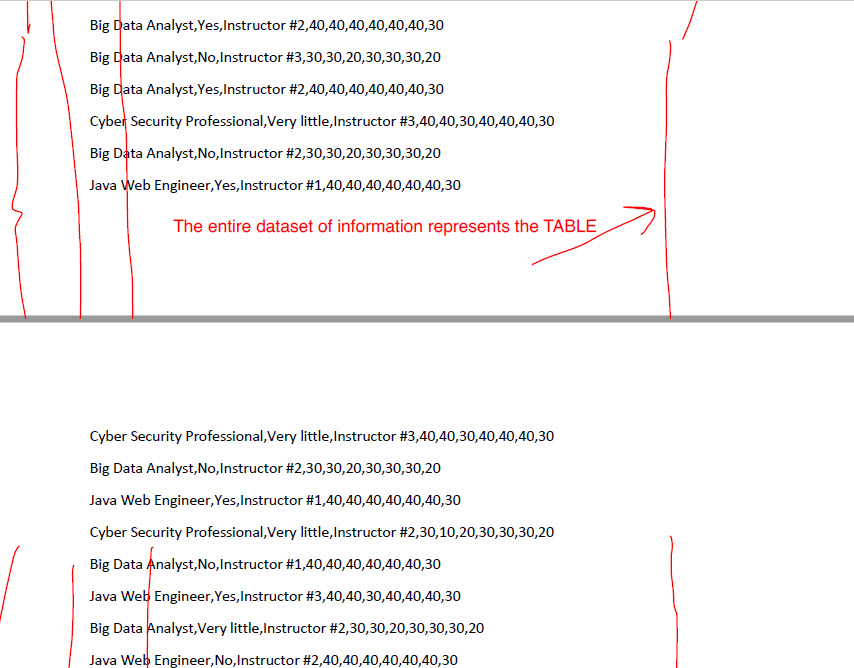 Big Data Analyst,Yes,Instructor #2,40,40,40,40,40,40,30
Big Data Analyst,No,Instructor #3,30,30,20,30,30,30,20
Big Data Analyst,Yes,Instructor #2,40,40,40,40,40,40,30
Cyber Security Professional,Very little,Instructor #3,40,40,30,40,40,40,30
Big Data Analyst,No,Instructor #2,30,30,20,30,30,30,20
Java Web Engineer,Yes,Instructor #1,40,40,40,40,40,40,30
The entire dataset of information represents the TABLE
Cyber Security Professional,Very little,Instructor #3,40,40,30,40,40,40,30
Big Data Analyst,No,Instructor #2,30,30,20,30,30,30,20
Java Web Engineer,Yes,Instructor #1,40,40,40,40,40,40,30
Cyber Security Professional,Very little,Instructor #2,30,10,20,30,30,30,20
Big Data Analyst,No,Instructor #1,40,40,40,40,40,40,30
Java Web Engineer,Yes,Instructor #3,40,40,30,40,40,40,30
Big Data Analyst,Very little,Instructor #2,30,30,20,30,30,30,20
Java Web Engineer,No,Instructor #2,40,40,40,40,40,40,30